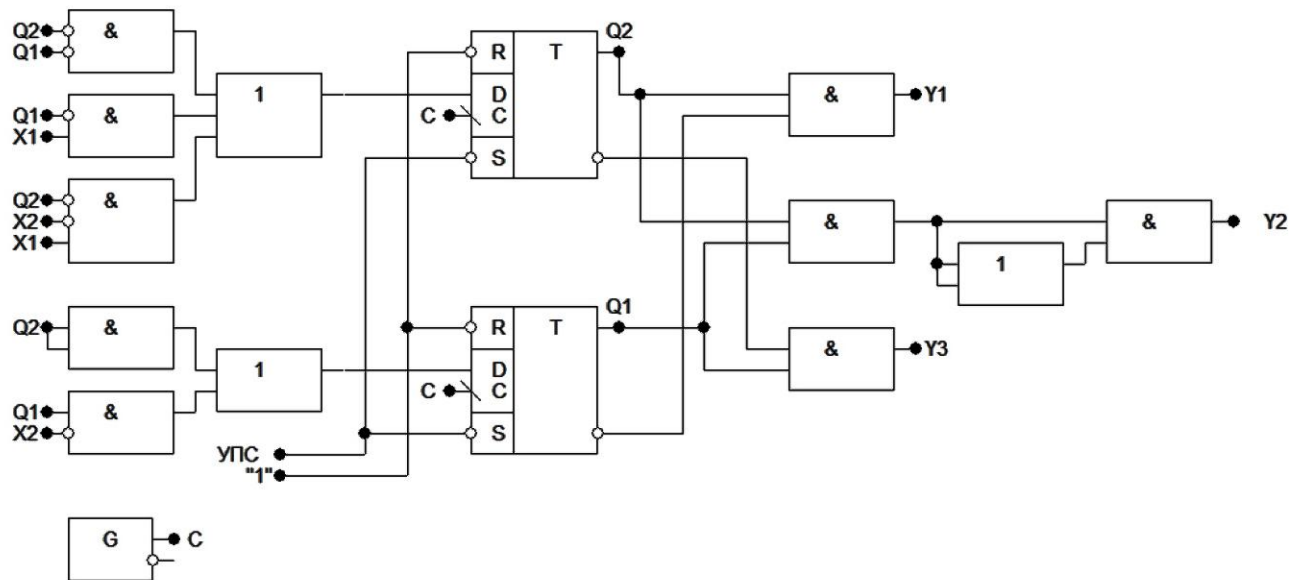 Q2 &
Q1
1
Q1 &
X1
Q2 &
X2
X1
Q2 &
1
Q1 &
X2
УПС
"1"
G C
R T Q2
D
C C
S
R T Q1
D
C C
S
& Y1
& & Y2
1
& Y3